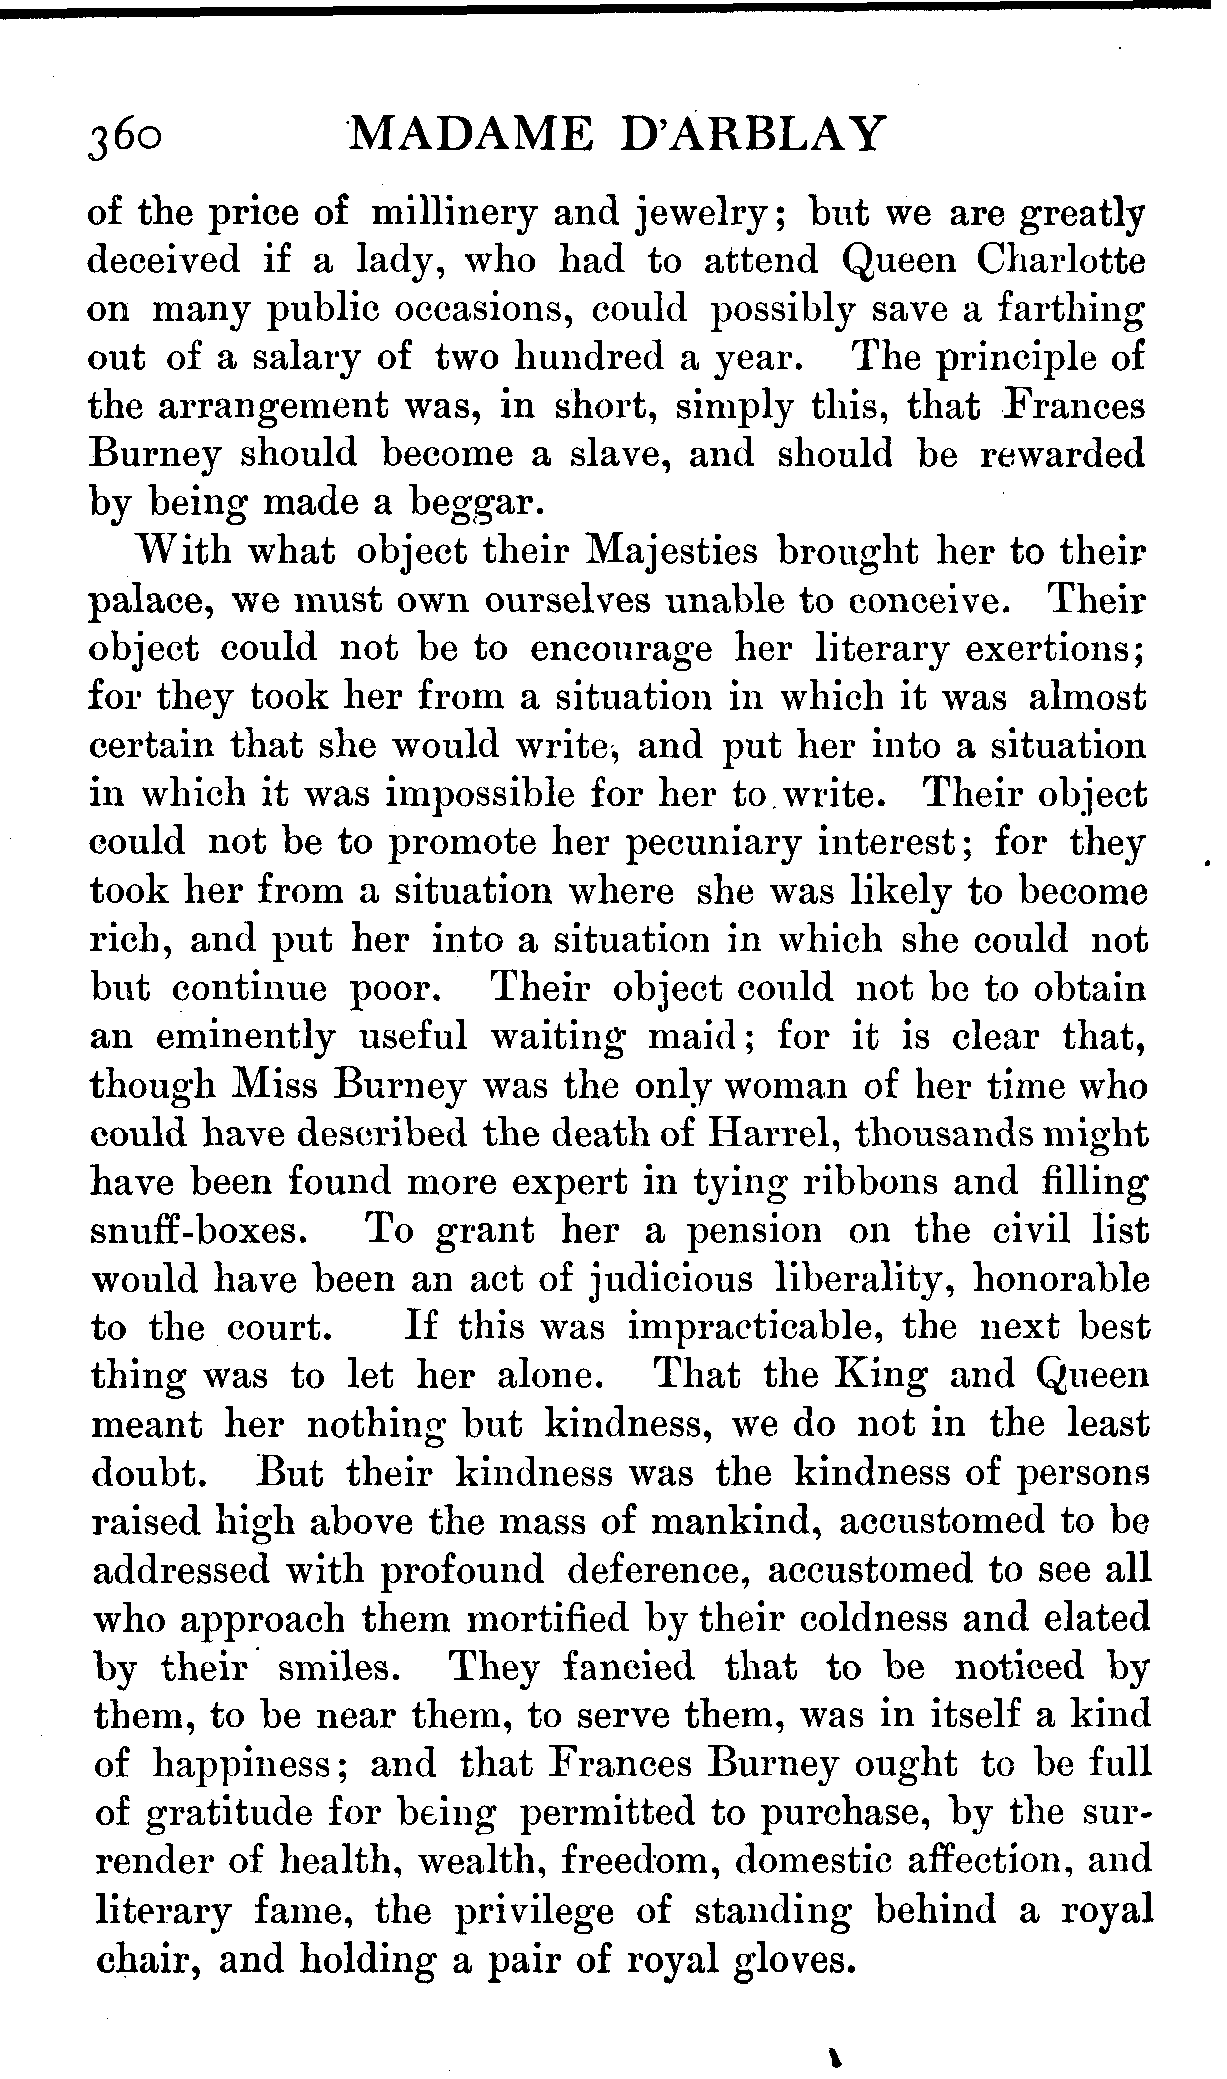 360 MADAME D'ARBLAY
of the price of millinery and jewelry; but we are greatly
deceived if a lady, who had to attend Queen Charlotte
on many public occasions, could possibly save a farthing
out of a salary of two hundred a year. The principle of
the arrangement was, in short, simply this, that Frances
Burney should become a slave, and should be rewarded
by being made a beggar.
With what object their Majesties brought her to their
palace, we must own ourselves unable to conceive. Their
object could not be to encourage her literary exertions;
for they took her from a situation in which it was almost
certain that she would write, and put her into a situation
in which it was impossible for her to write. Their object
could not be to promote her pecuniary interest; for they
took her from a situation where she was likely to become
rich, and put her into a situation in which she could not
but continue poor. Their object could not be to obtain
an eminently useful waiting maid; for it is clear that,
though Miss Burney was the only woman of her time who
could have described the death of Harrel, thousands might
have been found more expert in tying ribbons and filling
snuff-boxes. To grant her a pension on the civil list
would have been an act of judicious liberality, honorable
to the court. If this was impracticable, the next best
thing was to let her alone. That the King and Queen
meant her nothing but kindness, we do not in the least
doubt. But their kindness was the kindness of persons
raised high above the mass of mankind, accustomed to be
addressed with profound deference, accustomed to see all
who approach them mortified by their coldness and elated
by their smiles. They fancied that to be noticed by
them, to be near them, to serve them, was in itself a kind
of happiness; and that Frances Burney ought to be full
of gratitude for being permitted to purchase, by the sur-
render of health, wealth, freedom, domestic affection, and
literary fame, the privilege of standing behind a royal
chair, and holding a pair of royal gloves.